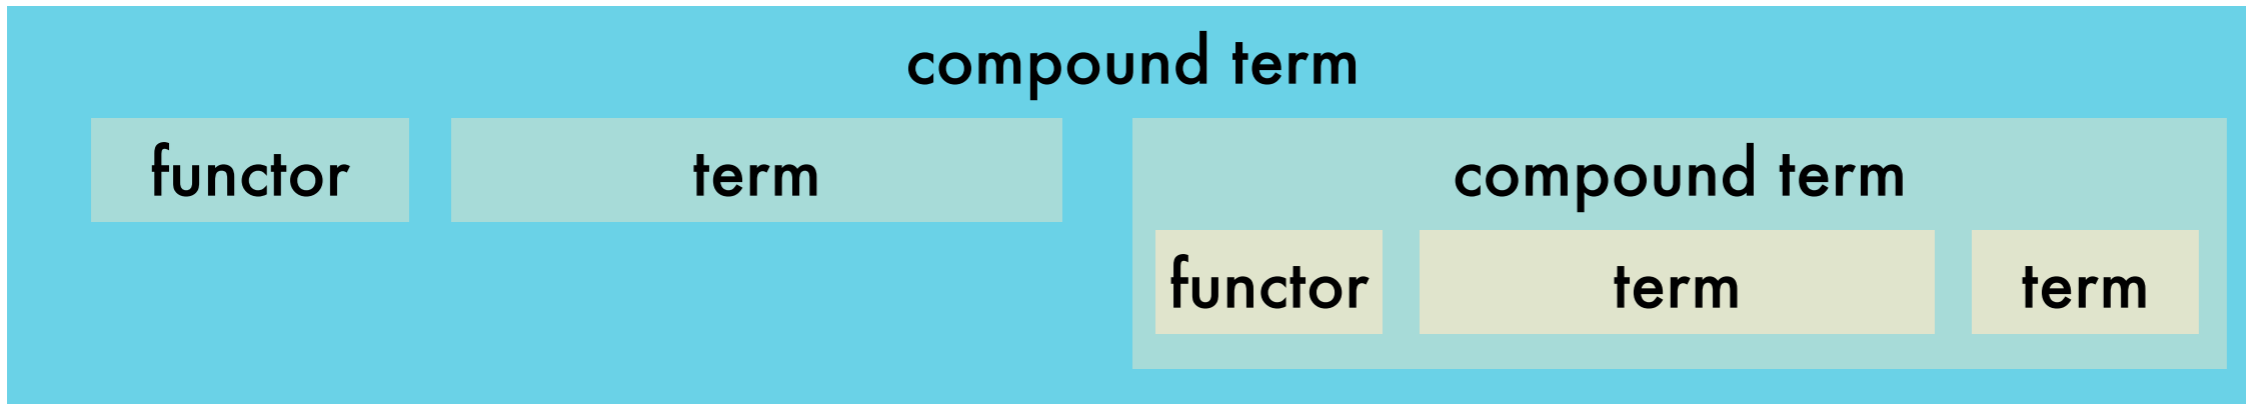 compound term
functor term compound term
functor term term